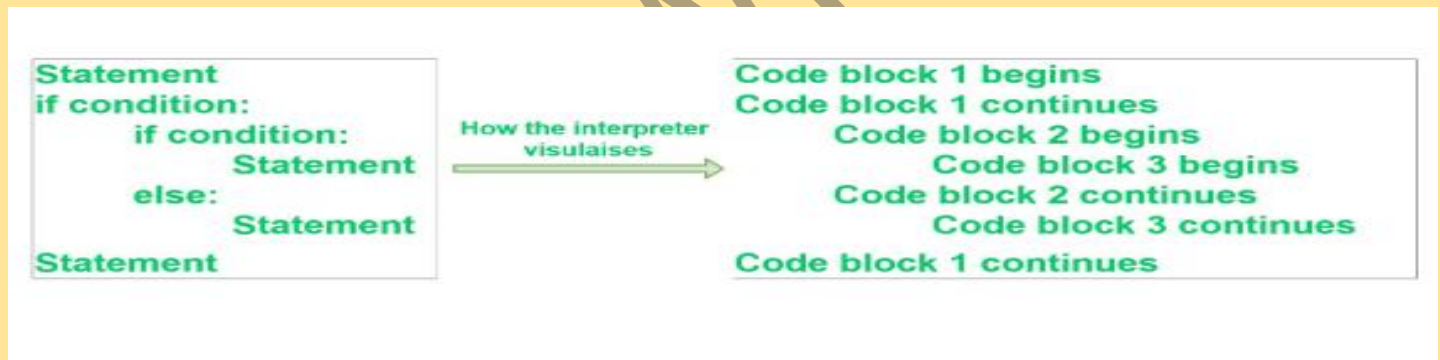 Statement
if condition:
if condition:
Statement
else:
Statement
Statement
How the interpreter
visulaises
Code block 1 begins
Code block 1 continues
Code block 2 begins
Code block 3 begins
Code block 2 continues
Code block 3 continues
Code block 1 continues